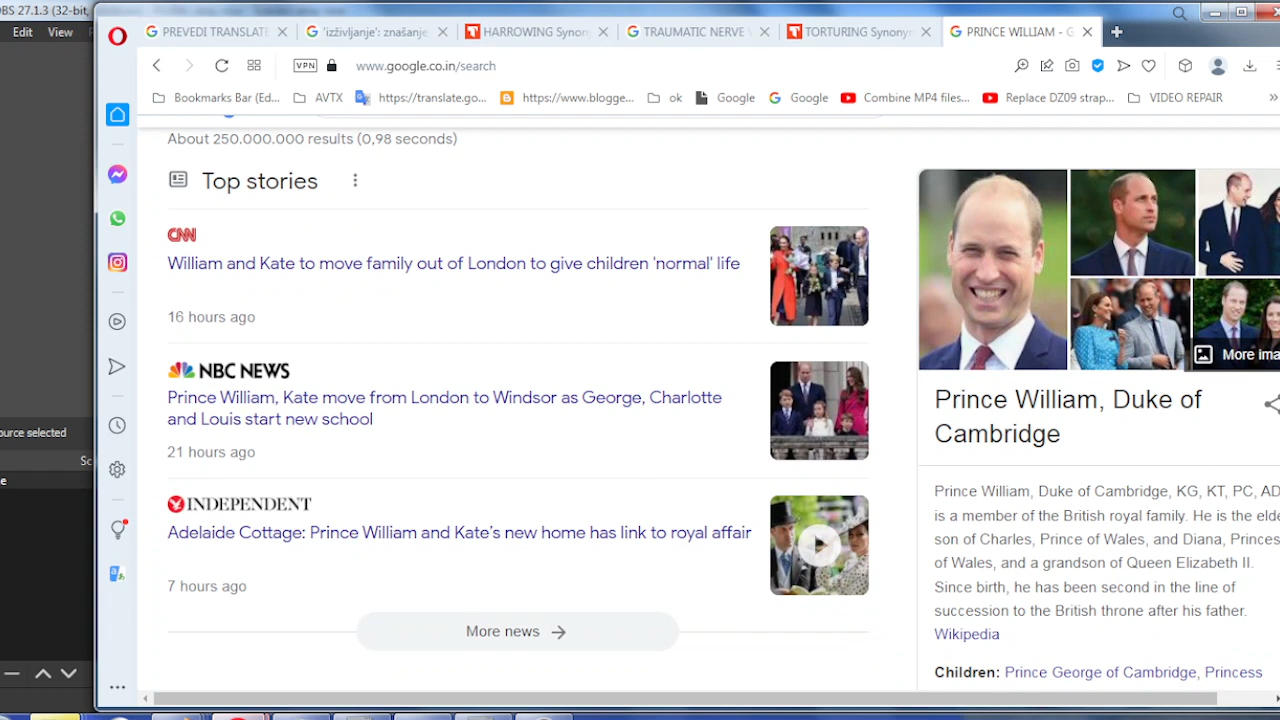 OBS 27.1.3 (32-bit,
Edit View
PREVEDI TRANSLAT
'izživljanje': znašanje
HARROWING Synon
TRAUMATIC NERVE
TORTURING Synonym
PRINCE WILLIAM - G
VPN www.google.co.in/search
Bookmarks Bar (Ed... AVTX https://translate.go... https://www.blogge... ok Google Google Combine MP4 files... Replace DZ09 strap... VIDEO REPAIR
About 250.000.000 results (0,98 seconds)
Top stories
CNN
William and Kate to move family out of London to give children 'normal' life
16 hours ago
NBC NEWS
Prince William, Kate move from London to Windsor as George, Charlotte
and Louis start new school
21 hours ago
INDEPENDENT
Adelaide Cottage: Prince William and Kate's new home has link to royal affair
7 hours ago
More news
More ima
Prince William, Duke of
Cambridge
Prince William, Duke of Cambridge, KG, KT, PC, AD
is a member of the British royal family. He is the elde
son of Charles, Prince of Wales, and Diana, Princes
of Wales, and a grandson of Queen Elizabeth II.
Since birth, he has been second in the line of
succession to the British throne after his father.
Wikipedia
Children: Prince George of Cambridge, Princess
ource selected
Sc
e